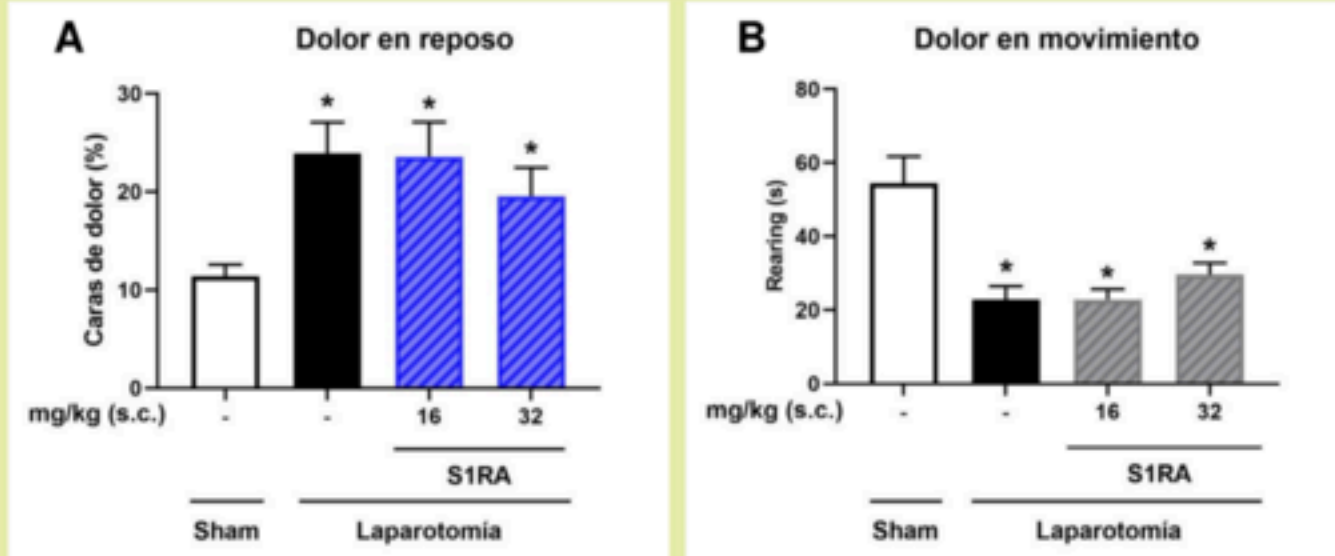 A
Dolor en reposo
Caras de dolor (%)
30
20
10
0
*
*
*
mg/kg (s.c.)
-
-
16
32
S1RA
Sham
Laparotomía
B
Dolor en movimiento
Rearing (s)
80
60
40
20
0
*
*
*
mg/kg (s.c.)
-
-
16
32
S1RA
Sham
Laparotomía